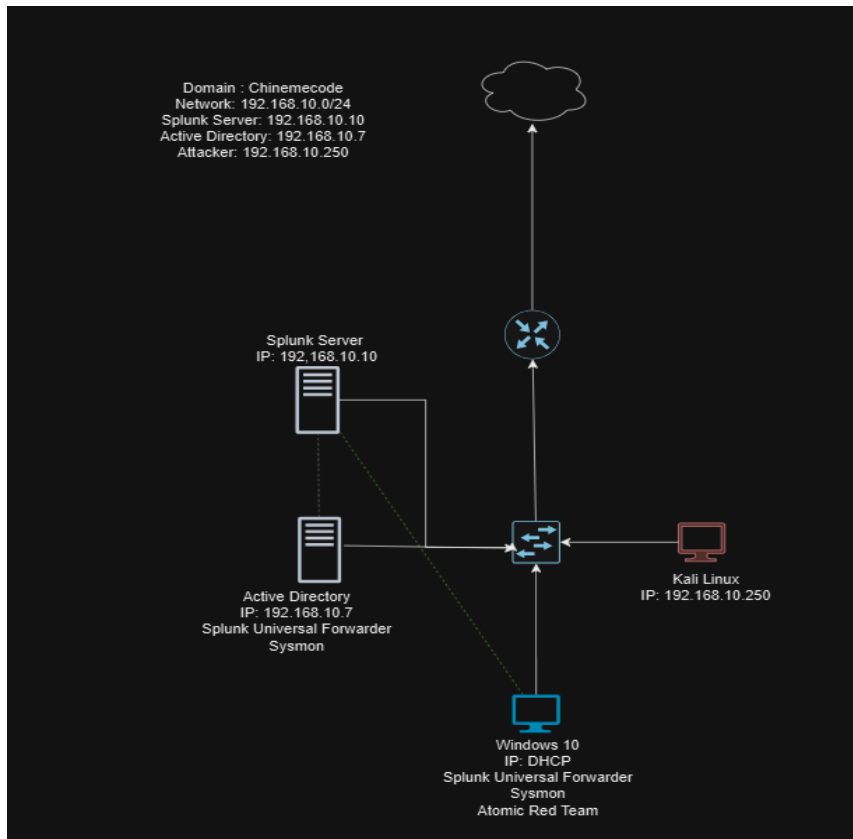 Domain : Chinemecode
Network: 192.168.10.0/24
Splunk Server: 192.168.10.10
Active Directory: 192.168.10.7
Attacker: 192.168.10.250
Splunk Server
IP: 192,168.10.10
Active Directory
IP: 192.168.10.7
Splunk Universal Forwarder
Sysmon
Kali Linux
IP: 192.168.10.250
Windows 10
IP: DHCP
Splunk Universal Forwarder
Sysmon
Atomic Red Team